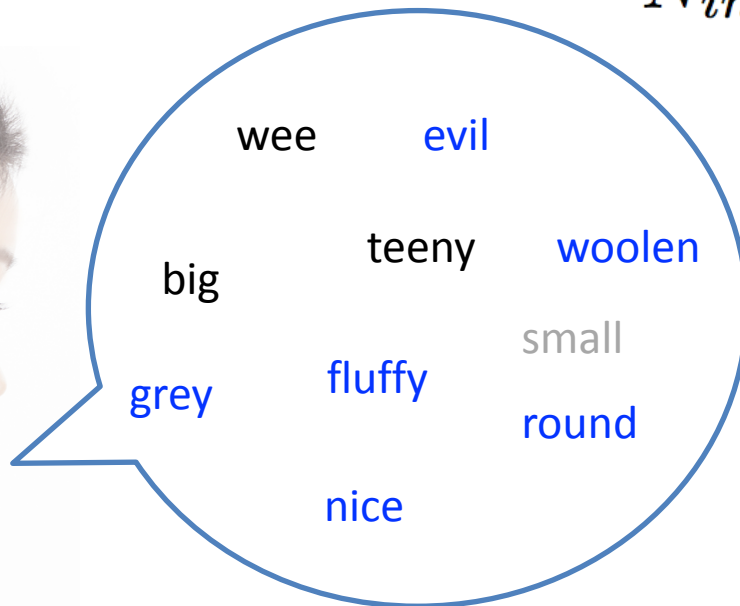 wee evil
teeny woolen
big
small
fluffy
grey
round
nice